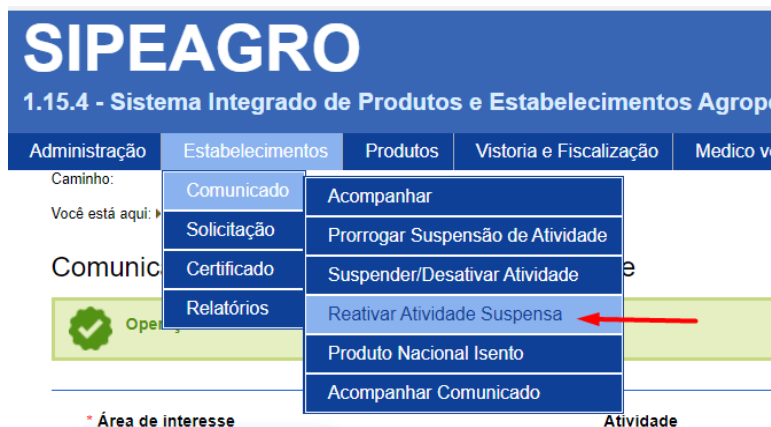 SIPEAGRO
1.15.4 - Sistema Integrado de Produtos e Estabelecimentos Agrop
Administração Estabelecimentos Produtos Vistoria e Fiscalização Medico v
Caminho:
Você está aqui:
Comunicado
Solicitação
Certificado
Relatórios
Acompanhar
Prorrogar Suspensão de Atividade
Suspender/Desativar Atividade
Reativar Atividade Suspensa
Produto Nacional Isento
Acompanhar Comunicado
Comunic e
Oper
* Área de interesse Atividade